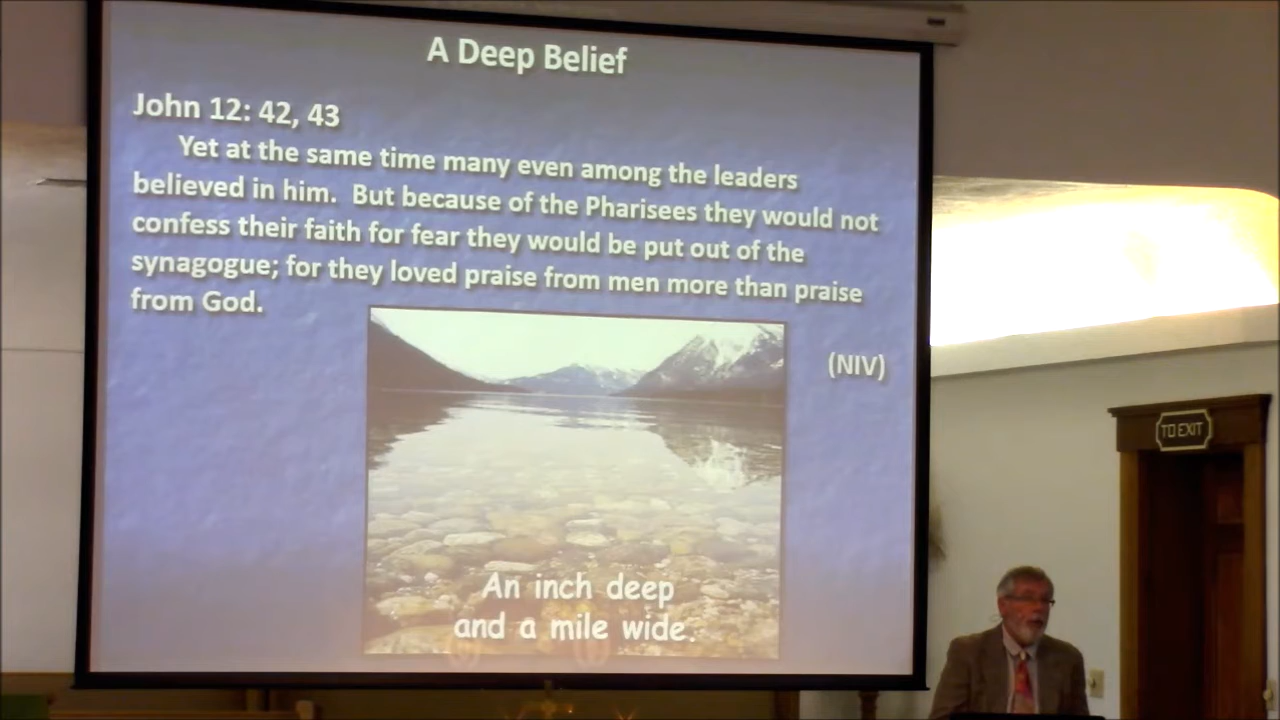 A Deep Belief
John 12: 42, 43
Yet at the same time many even among the leaders
believed in him. But because of the Pharisees they would not
confess their faith for fear they would be put out of the
synagogue; for they loved praise from men more than praise
from God.
(NIV)
TO EXIT
An inch deep
and a mile wide.